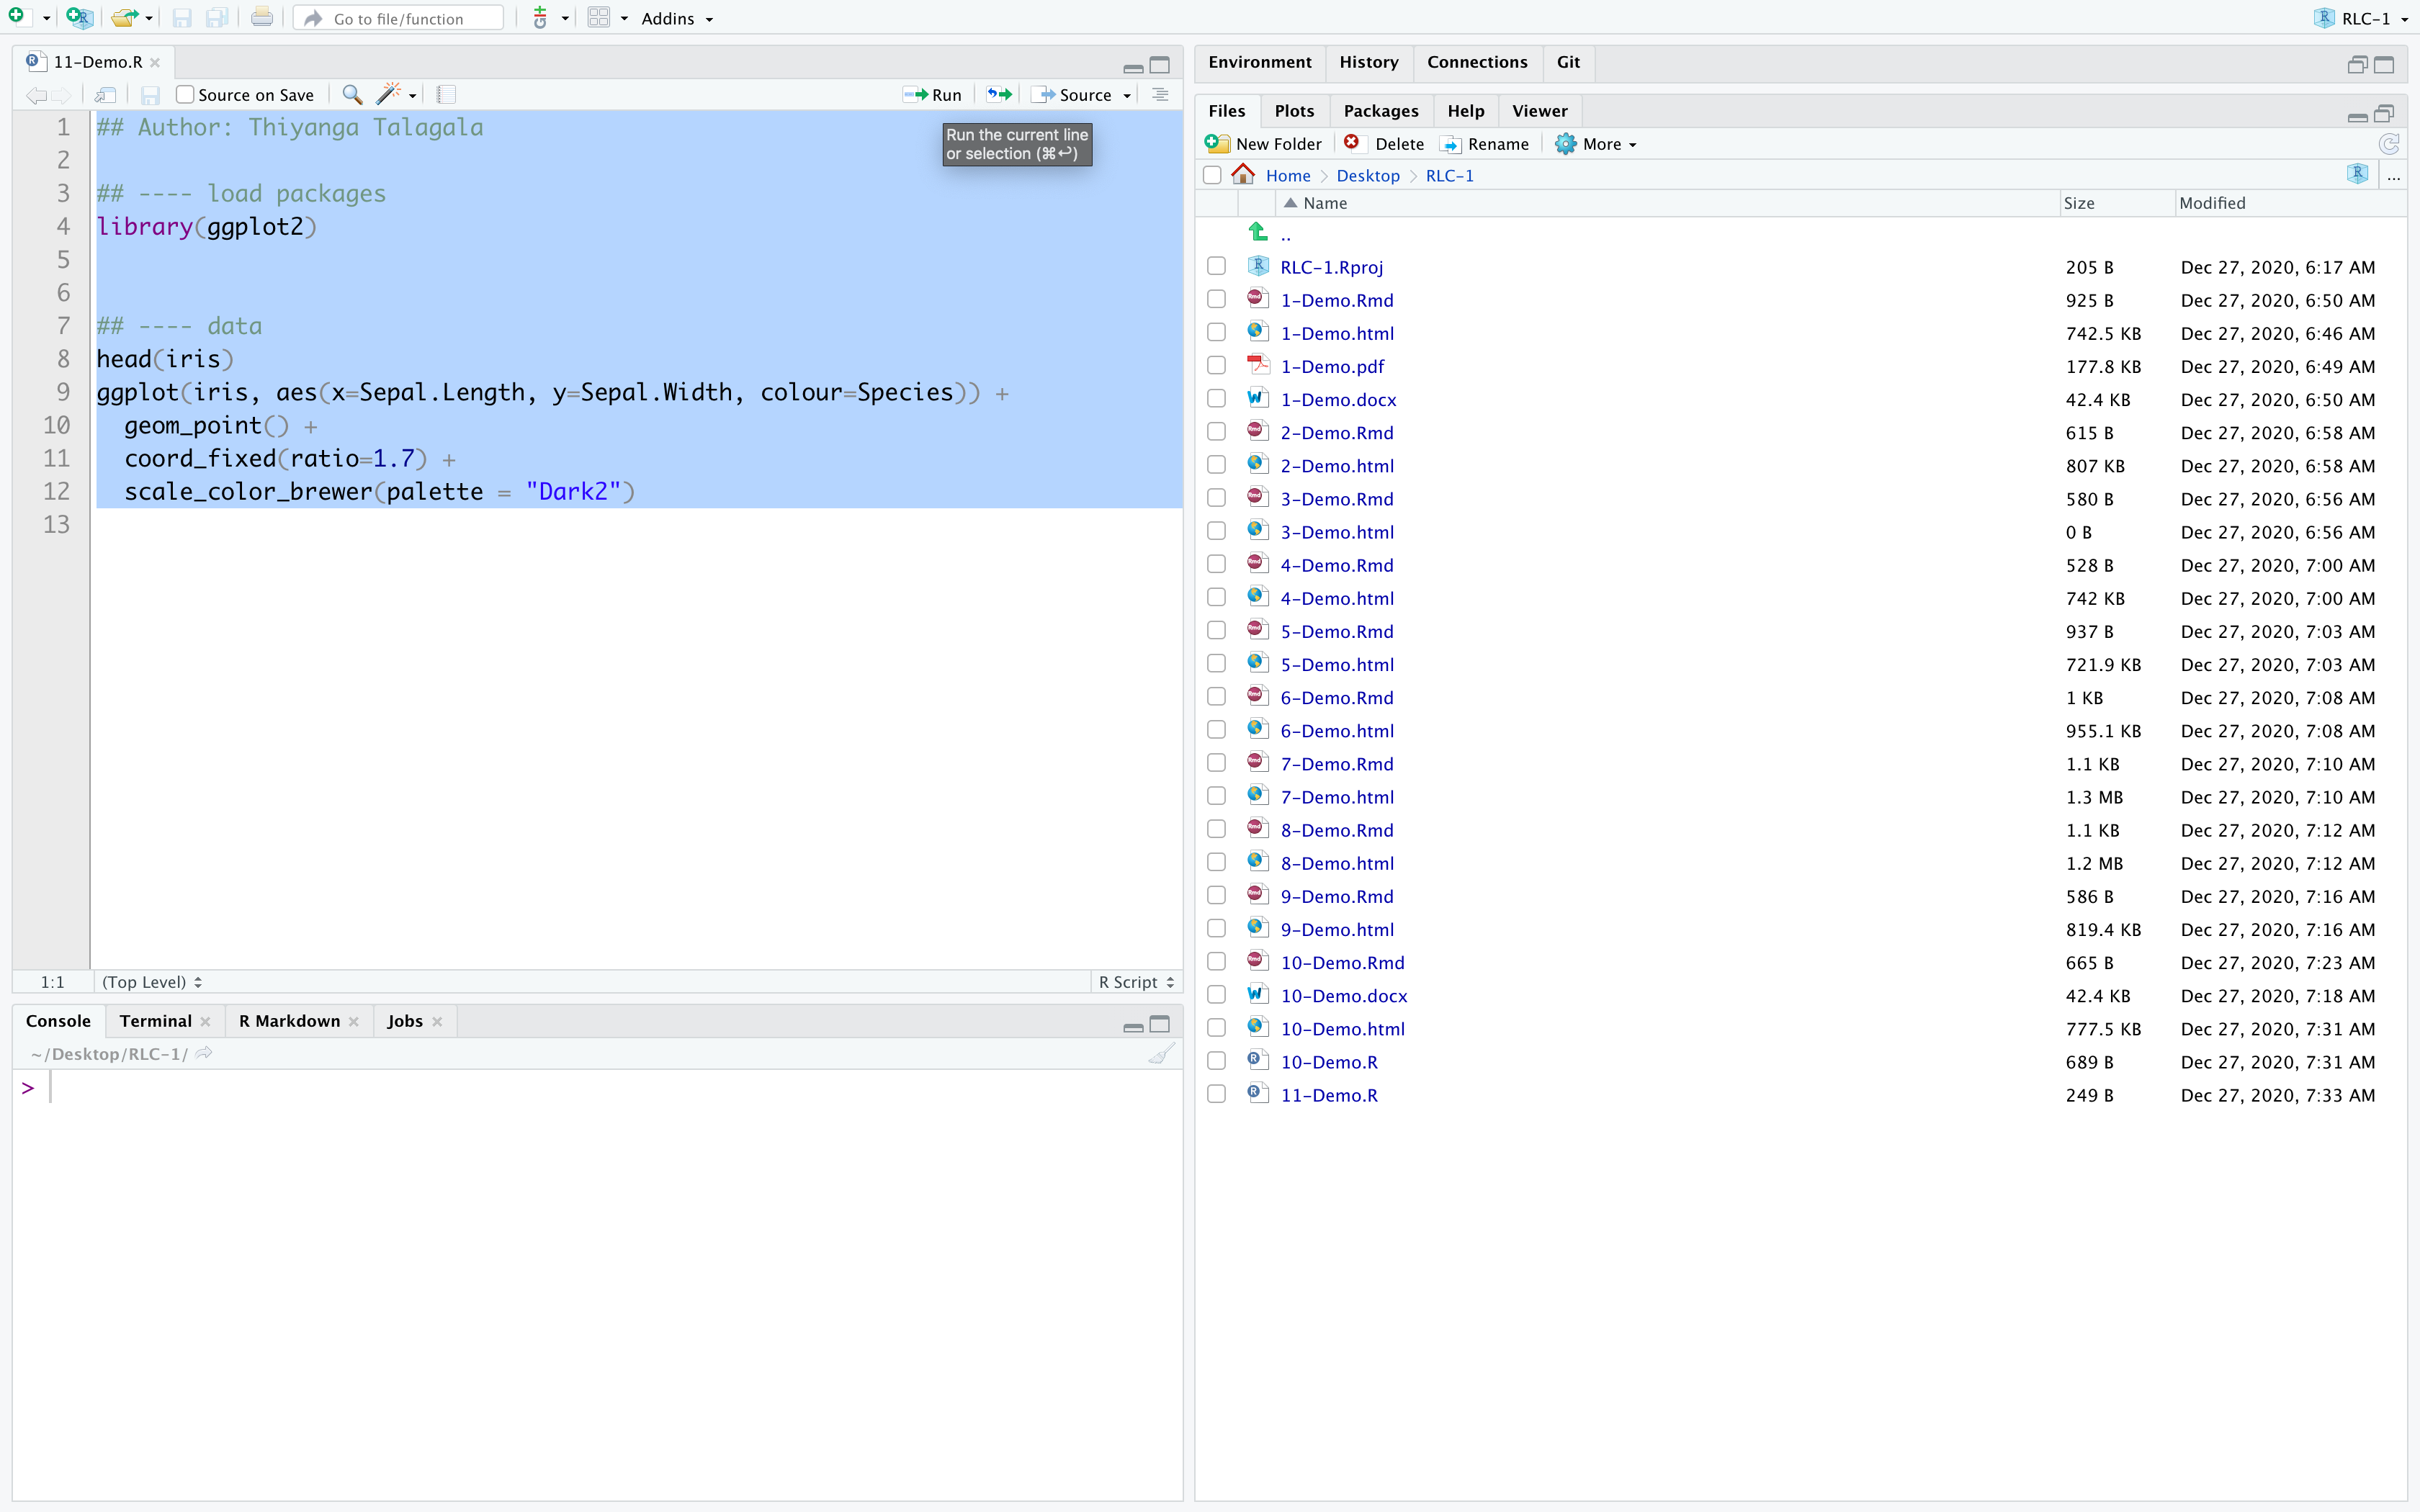 Go to file/function
Addins
RLC-1
11-Demo.R
Source on Save
Run
Source
Run the current line
or selection (⌘↩)
1 ## Author: Thiyanga Talagala
2
3 ## ---- load packages
4 library(ggplot2)
5
6
7 ## ---- data
8 head(iris)
9 ggplot(iris, aes(x=Sepal.Length, y=Sepal.Width, colour=Species)) +
10   geom_point() +
11   coord_fixed(ratio=1.7) +
12   scale_color_brewer(palette = "Dark2")
13
1:1 (Top Level) R Script
Console Terminal R Markdown Jobs
~/Desktop/RLC-1/
>
Environment History Connections Git
Files Plots Packages Help Viewer
New Folder Delete Rename More
Home Desktop RLC-1 ...
Name Size Modified
..
RLC-1.Rproj 205 B Dec 27, 2020, 6:17 AM
1-Demo.Rmd 925 B Dec 27, 2020, 6:50 AM
1-Demo.html 742.5 KB Dec 27, 2020, 6:46 AM
1-Demo.pdf 177.8 KB Dec 27, 2020, 6:49 AM
1-Demo.docx 42.4 KB Dec 27, 2020, 6:50 AM
2-Demo.Rmd 615 B Dec 27, 2020, 6:58 AM
2-Demo.html 807 KB Dec 27, 2020, 6:58 AM
3-Demo.Rmd 580 B Dec 27, 2020, 6:56 AM
3-Demo.html 0 B Dec 27, 2020, 6:56 AM
4-Demo.Rmd 528 B Dec 27, 2020, 7:00 AM
4-Demo.html 742 KB Dec 27, 2020, 7:00 AM
5-Demo.Rmd 937 B Dec 27, 2020, 7:03 AM
5-Demo.html 721.9 KB Dec 27, 2020, 7:03 AM
6-Demo.Rmd 1 KB Dec 27, 2020, 7:08 AM
6-Demo.html 955.1 KB Dec 27, 2020, 7:08 AM
7-Demo.Rmd 1.1 KB Dec 27, 2020, 7:10 AM
7-Demo.html 1.3 MB Dec 27, 2020, 7:10 AM
8-Demo.Rmd 1.1 KB Dec 27, 2020, 7:12 AM
8-Demo.html 1.2 MB Dec 27, 2020, 7:12 AM
9-Demo.Rmd 586 B Dec 27, 2020, 7:16 AM
9-Demo.html 819.4 KB Dec 27, 2020, 7:16 AM
10-Demo.Rmd 665 B Dec 27, 2020, 7:23 AM
10-Demo.docx 42.4 KB Dec 27, 2020, 7:18 AM
10-Demo.html 777.5 KB Dec 27, 2020, 7:31 AM
10-Demo.R 689 B Dec 27, 2020, 7:31 AM
11-Demo.R 249 B Dec 27, 2020, 7:33 AM